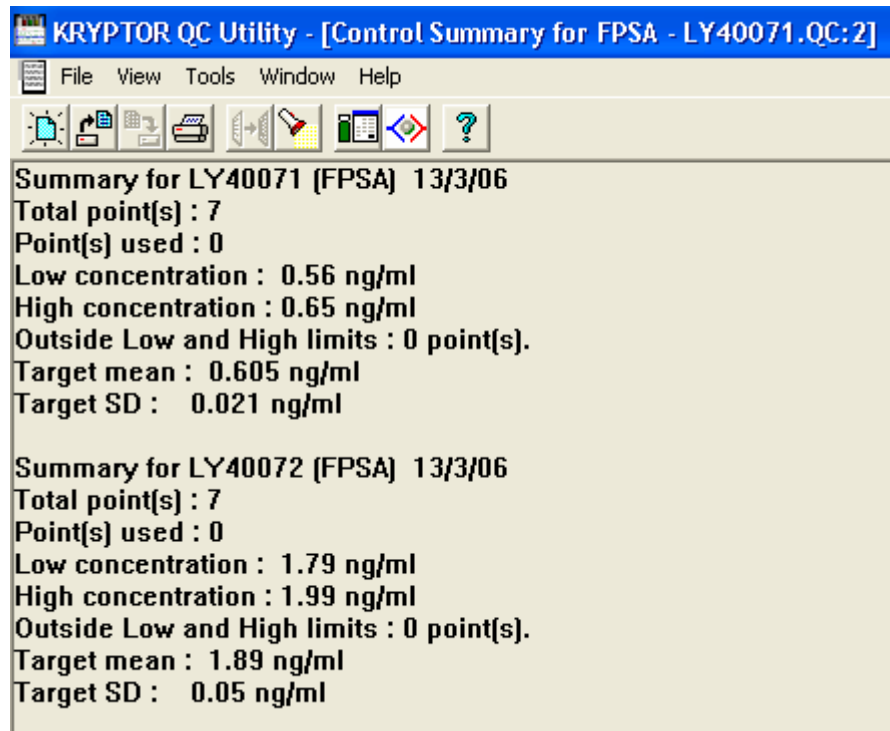 KRYPTOR QC Utility - [Control Summary for FPSA - LY40071.QC:2]
File View Tools Window Help
?
Summary for LY40071 (FPSA) 13/3/06
Total point(s) : 7
Point(s) used : 0
Low concentration : 0.56 ng/ml
High concentration : 0.65 ng/ml
Outside Low and High limits : 0 point(s).
Target mean : 0.605 ng/ml
Target SD : 0.021 ng/ml
Summary for LY40072 (FPSA) 13/3/06
Total point(s) : 7
Point(s) used : 0
Low concentration : 1.79 ng/ml
High concentration : 1.99 ng/ml
Outside Low and High limits : 0 point(s).
Target mean : 1.89 ng/ml
Target SD : 0.05 ng/ml